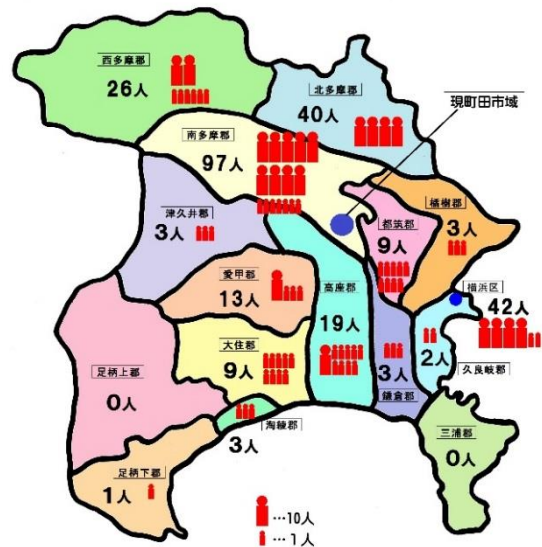 西多摩郡
26人
北多摩郡
40人
現町田市域
南多摩郡
97人
津久井郡
3人
都筑郡
9人
橘樹郡
3人
愛甲郡
13人
高座郡
19人
横浜区
42人
足柄上郡
0人
大住郡
9人
3人
鎌倉郡
2人
久良岐郡
淘綾郡
3人
三浦郡
0人
足柄下郡
1人
…10人
…1人